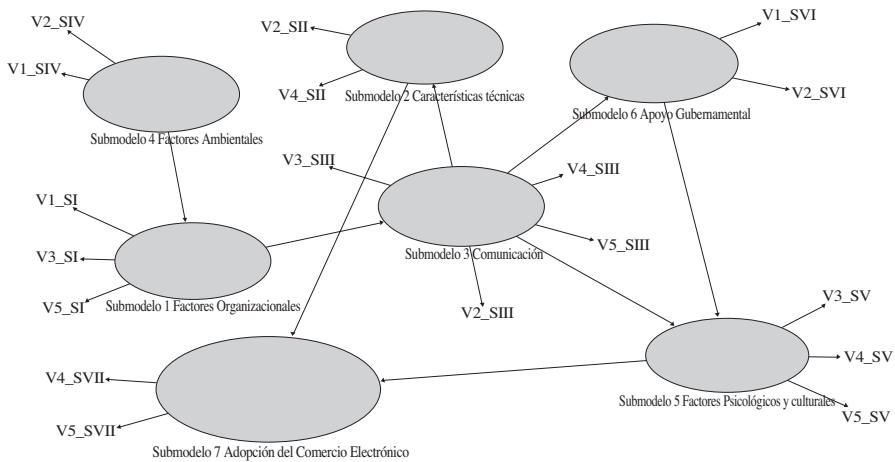 V2_SIV
V1_SIV
Submodelo 4 Factores Ambientales
V2_SII
V4_SII
Submodelo 2 Características técnicas
V1_SVI
V2_SVI
Submodelo 6 Apoyo Gubernamental
V3_SIII
V4_SIII
V5_SIII
Submodelo 3 Comunicación
V2_SIII
V1_SI
V3_SI
V5_SI
Submodelo 1 Factores Organizacionales
V3_SV
V4_SV
V5_SV
Submodelo 5 Factores Psicológicos y culturales
V4_SVII
V5_SVII
Submodelo 7 Adopción del Comercio Electrónico